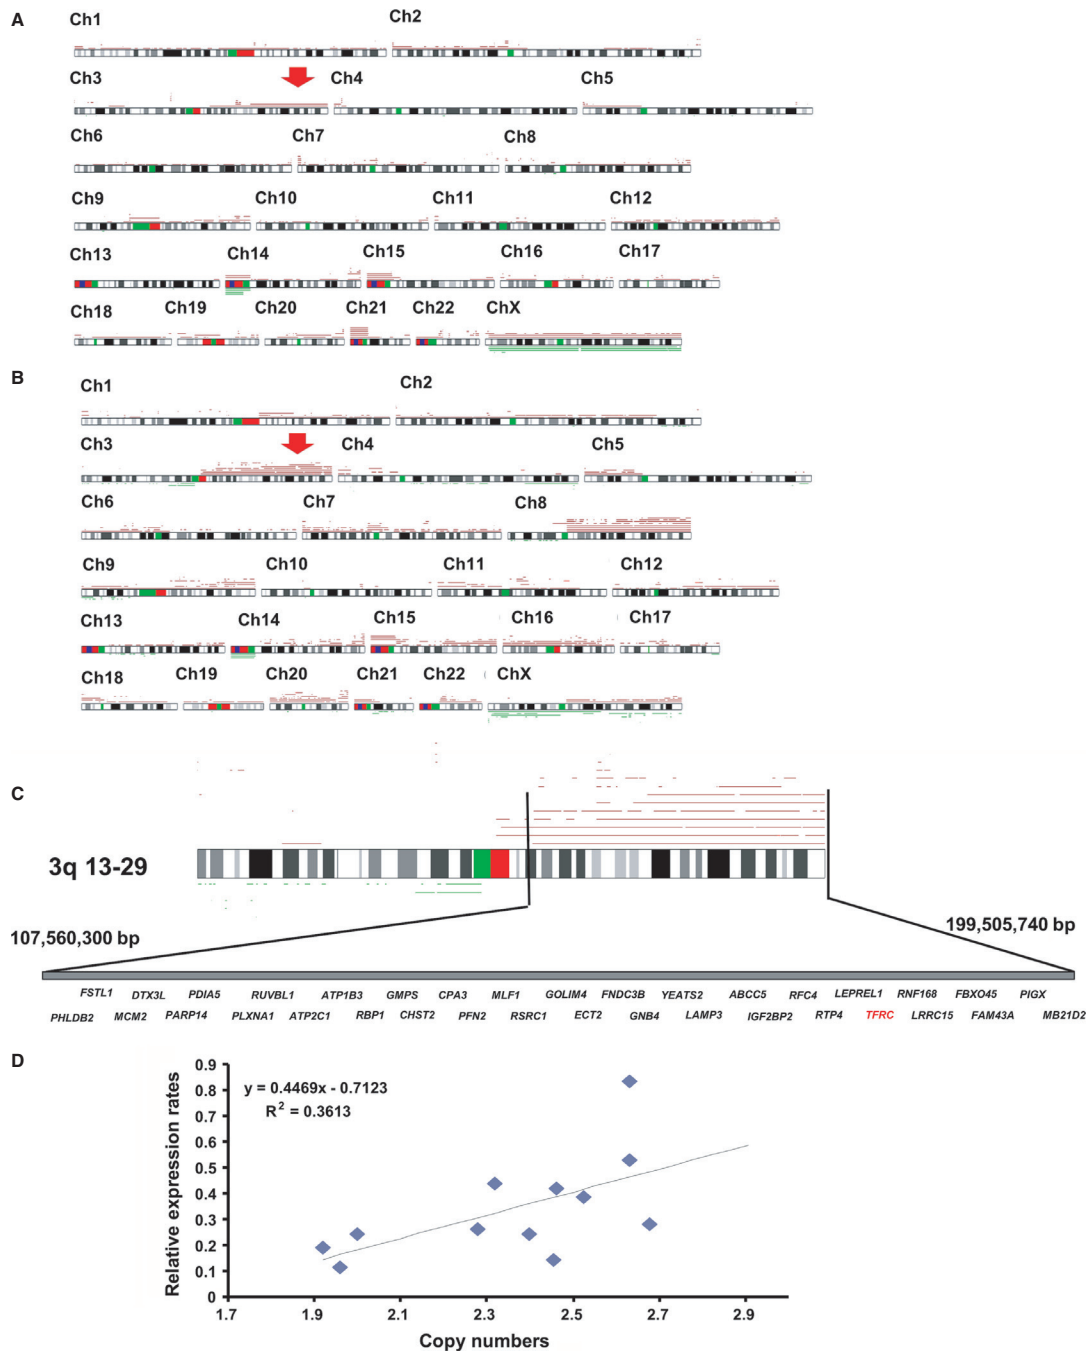 A
Ch1 Ch2
Ch3 Ch4 Ch5
Ch6 Ch7 Ch8
Ch9 Ch10 Ch11 Ch12
Ch13 Ch14 Ch15 Ch16 Ch17
Ch18 Ch19 Ch20 Ch21 Ch22 ChX
B
Ch1 Ch2
Ch3 Ch4 Ch5
Ch6 Ch7 Ch8
Ch9 Ch10 Ch11 Ch12
Ch13 Ch14 Ch15 Ch16 Ch17
Ch18 Ch19 Ch20 Ch21 Ch22 ChX
C
3q 13-29
107,560,300 bp 199,505,740 bp
FSTL1 DTX3L PDIA5 RUVBL1 ATP1B3 GMPS CPA3 MLF1 GOLIM4 FNDC3B YEATS2 ABCC5 RFC4 LEPREL1 RNF168 FBXO45 PIGX
PHLDB2 MCM2 PARP14 PLXNA1 ATP2C1 RBP1 CHST2 PFN2 RSRC1 ECT2 GNB4 LAMP3 IGF2BP2 RTP4 TFRC LRRC15 FAM43A MB21D2
D
y = 0.4469x - 0.7123
R2 = 0.3613
Relative expression rates
0.9
0.8
0.7
0.6
0.5
0.4
0.3
0.2
0.1
0
1.7 1.9 2.1 2.3 2.5 2.7 2.9
Copy numbers